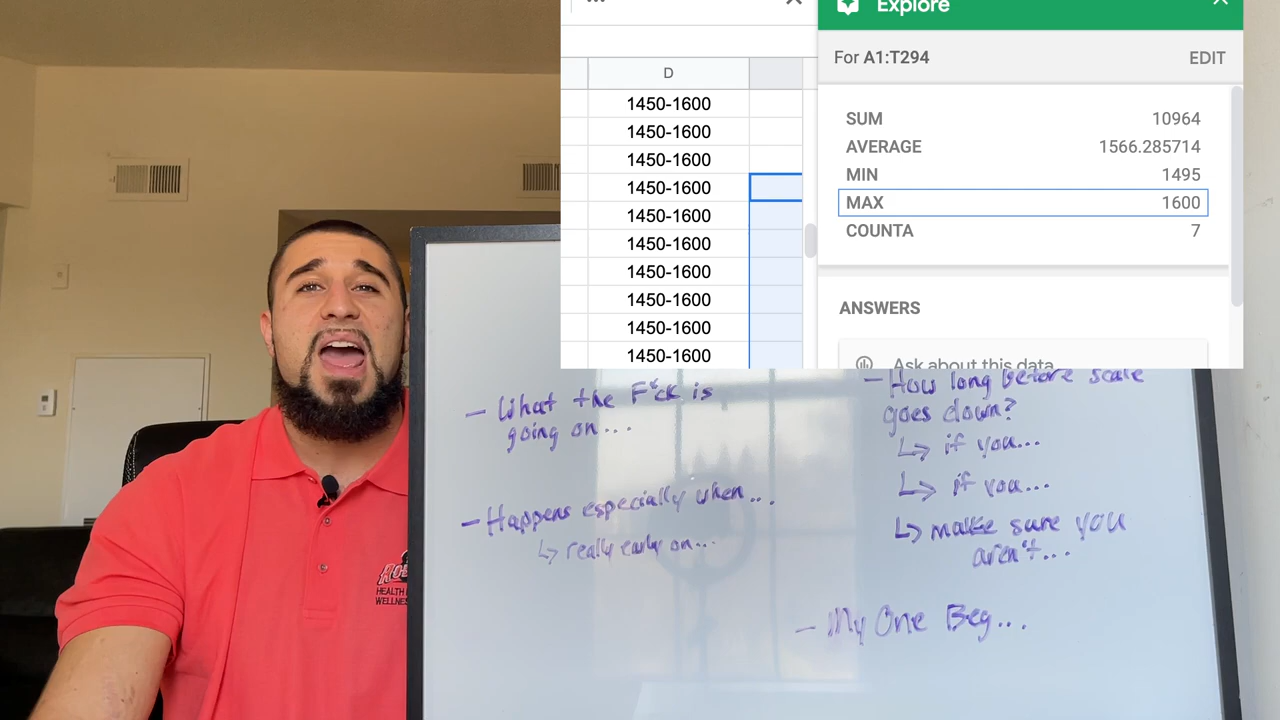 Explore
For A1:T294 EDIT
D
1450-1600
1450-1600
1450-1600
1450-1600
1450-1600
1450-1600
1450-1600
1450-1600
1450-1600
1450-1600
SUM 10964
AVERAGE 1566.285714
MIN 1495
MAX 1600
COUNTA 7
ANSWERS
Ask about this data
- What the F*ck is
going on...
- Happens especially when...
↳ really early on...
- How long before scale
goes down?
↳ if you...
↳ if you...
↳ make sure you
aren't...
- My One Beg...
HEALTH
WELLNES